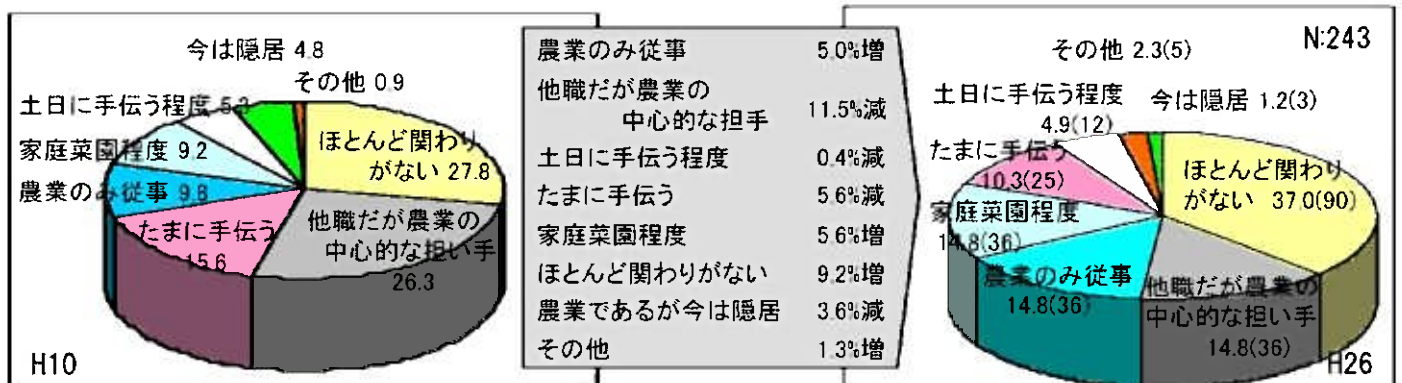 今は隠居 4.8
その他 0.9
土日に手伝う程度 5.3
家庭菜園程度 9.2
農業のみ従事 9.8
たまに手伝う
15.6
ほとんど関わり
がない 27.8
他職だが農業の
中心的な担い手
26.3
H10
農業のみ従事 5.0%増
他職だが農業の
中心的な担手 11.5%減
土日に手伝う程度 0.4%減
たまに手伝う 5.6%減
家庭菜園程度 5.6%増
ほとんど関わりがない 9.2%増
農業であるが今は隠居 3.6%減
その他 1.3%増
N:243
その他 2.3(5)
土日に手伝う程度
4.9(12)
今は隠居 1.2(3)
たまに手伝う
10.3(25)
家庭菜園程度
14.8(36)
農業のみ従事
14.8(36)
ほとんど関わり
がない 37.0(90)
他職だが農業の
中心的な担い手
14.8(36)
H26